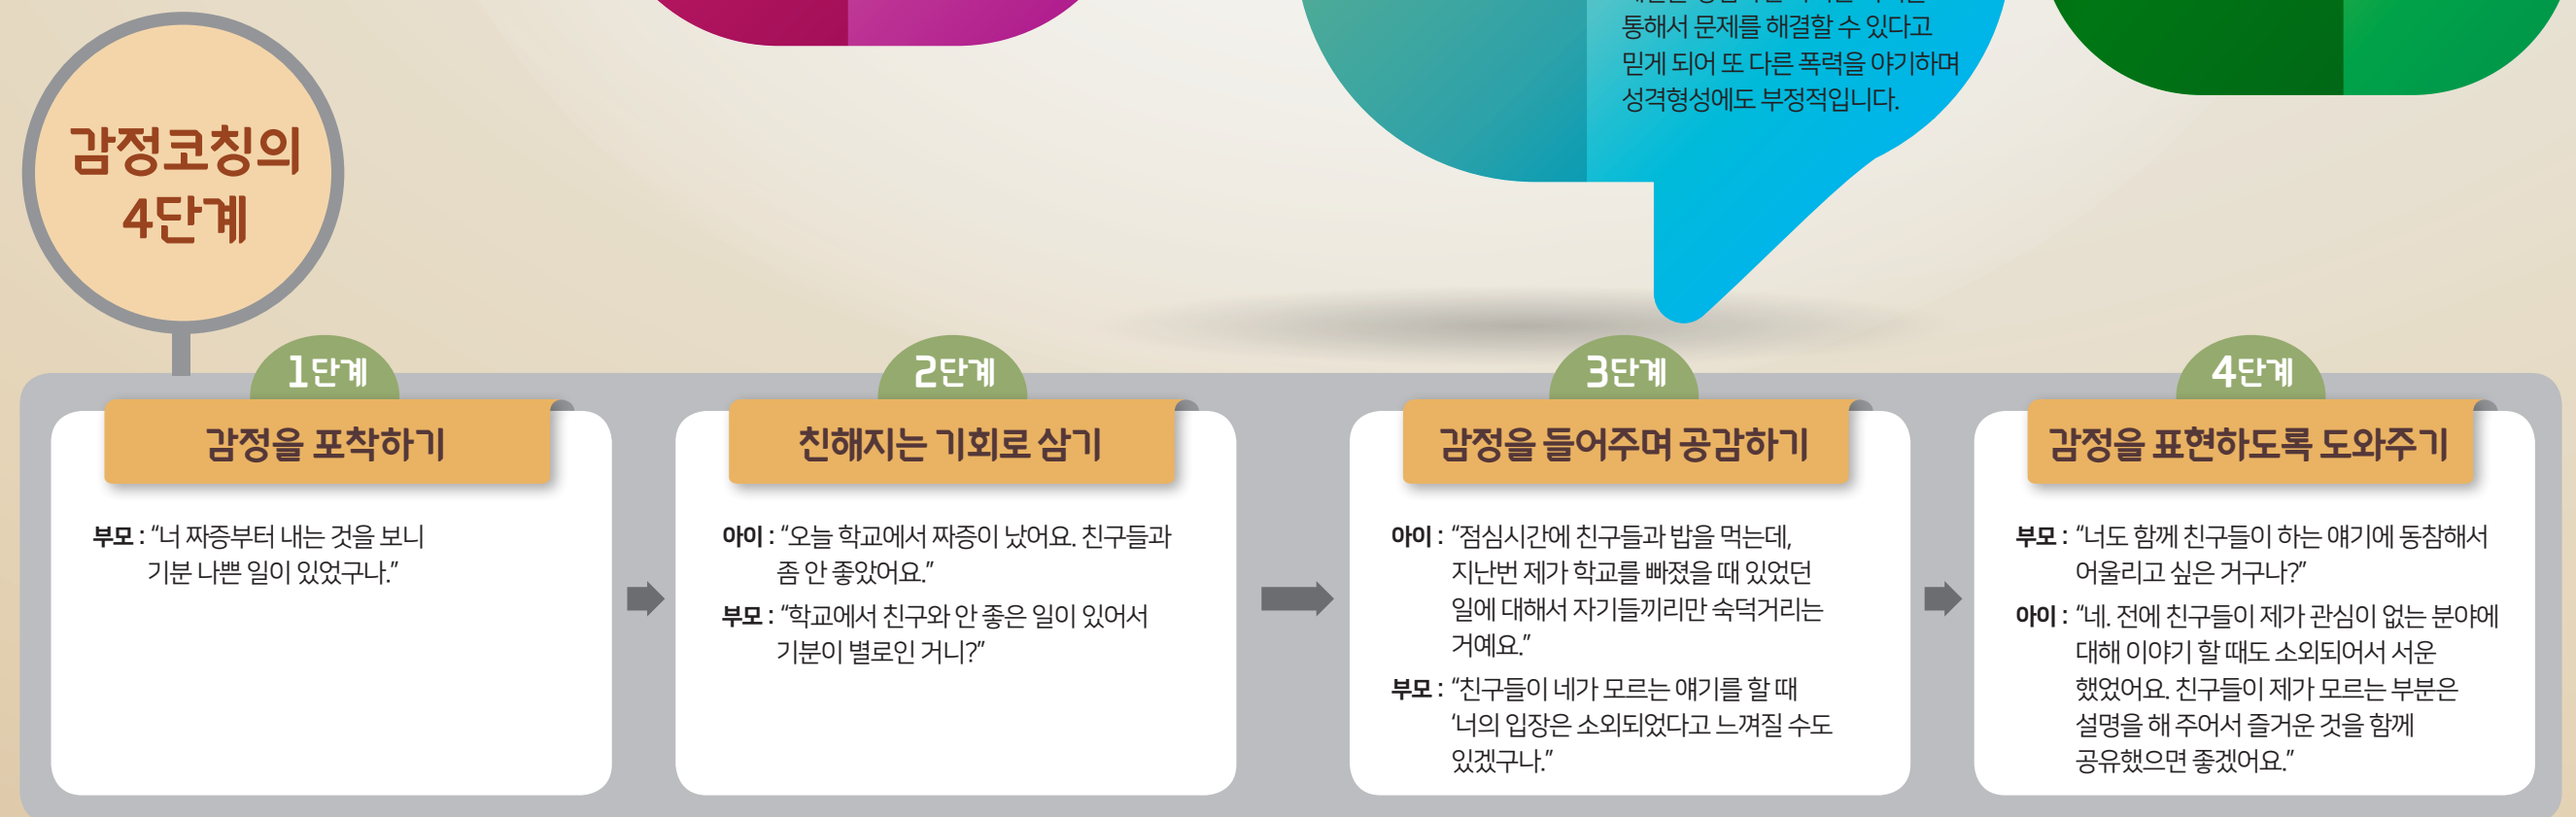 통해서 문제를 해결할 수 있다고
믿게 되어 또 다른 폭력을 야기하며
성격형성에도 부정적입니다.
감정코칭의
4단계
1단계
감정을 포착하기
부모 : “너 짜증부터 내는 것을 보니
기분 나쁜 일이 있었구나.”
2단계
친해지는 기회로 삼기
아이 : “오늘 학교에서 짜증이 났어요. 친구들과
좀 안 좋았어요.”
부모 : “학교에서 친구와 안 좋은 일이 있어서
기분이 별로인 거니?”
3단계
감정을 들어주며 공감하기
아이 : “점심시간에 친구들과 밥을 먹는데,
지난번 제가 학교를 빠졌을 때 있었던
일에 대해서 자기들끼리만 숙덕거리는
거예요.”
부모 : “친구들이 네가 모르는 얘기를 할 때
‘너의 입장은 소외되었다고 느껴질 수도
있겠구나.”
4단계
감정을 표현하도록 도와주기
부모 : “너도 함께 친구들이 하는 얘기에 동참해서
어울리고 싶은 거구나?”
아이 : “네. 전에 친구들이 제가 관심이 없는 분야에
대해 이야기 할 때도 소외되어서 서운
했었어요. 친구들이 제가 모르는 부분은
설명을 해 주어서 즐거운 것을 함께
공유했으면 좋겠어요.”